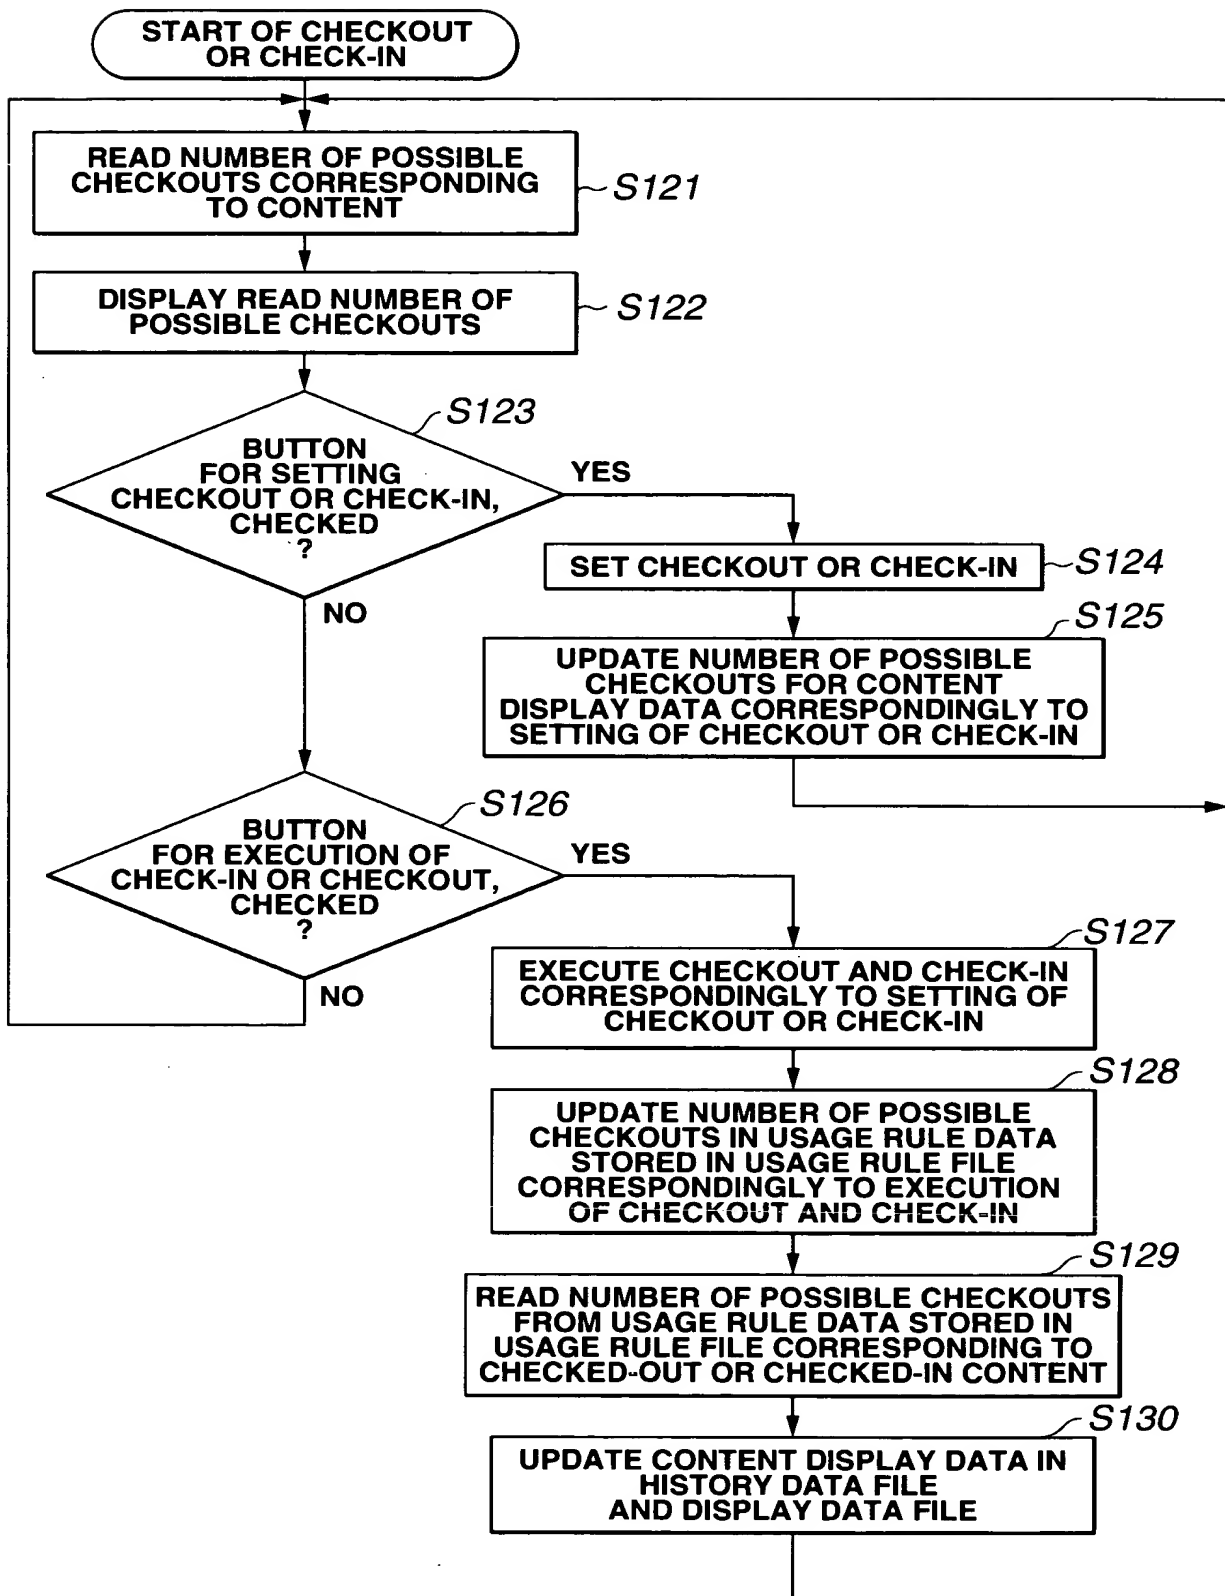 START OF CHECKOUT
OR CHECK-IN
READ NUMBER OF POSSIBLE
CHECKOUTS CORRESPONDING
TO CONTENT
S121
DISPLAY READ NUMBER OF
POSSIBLE CHECKOUTS
S122
S123
BUTTON
FOR SETTING
CHECKOUT OR CHECK-IN,
CHECKED
?
YES
NO
SET CHECKOUT OR CHECK-IN
S124
S125
UPDATE NUMBER OF POSSIBLE
CHECKOUTS FOR CONTENT
DISPLAY DATA CORRESPONDINGLY TO
SETTING OF CHECKOUT OR CHECK-IN
S126
BUTTON
FOR EXECUTION OF
CHECK-IN OR CHECKOUT,
CHECKED
?
YES
NO
S127
EXECUTE CHECKOUT AND CHECK-IN
CORRESPONDINGLY TO SETTING OF
CHECKOUT OR CHECK-IN
S128
UPDATE NUMBER OF POSSIBLE
CHECKOUTS IN USAGE RULE DATA
STORED IN USAGE RULE FILE
CORRESPONDINGLY TO EXECUTION
OF CHECKOUT AND CHECK-IN
S129
READ NUMBER OF POSSIBLE CHECKOUTS
FROM USAGE RULE DATA STORED IN
USAGE RULE FILE CORRESPONDING TO
CHECKED-OUT OR CHECKED-IN CONTENT
S130
UPDATE CONTENT DISPLAY DATA IN
HISTORY DATA FILE
AND DISPLAY DATA FILE